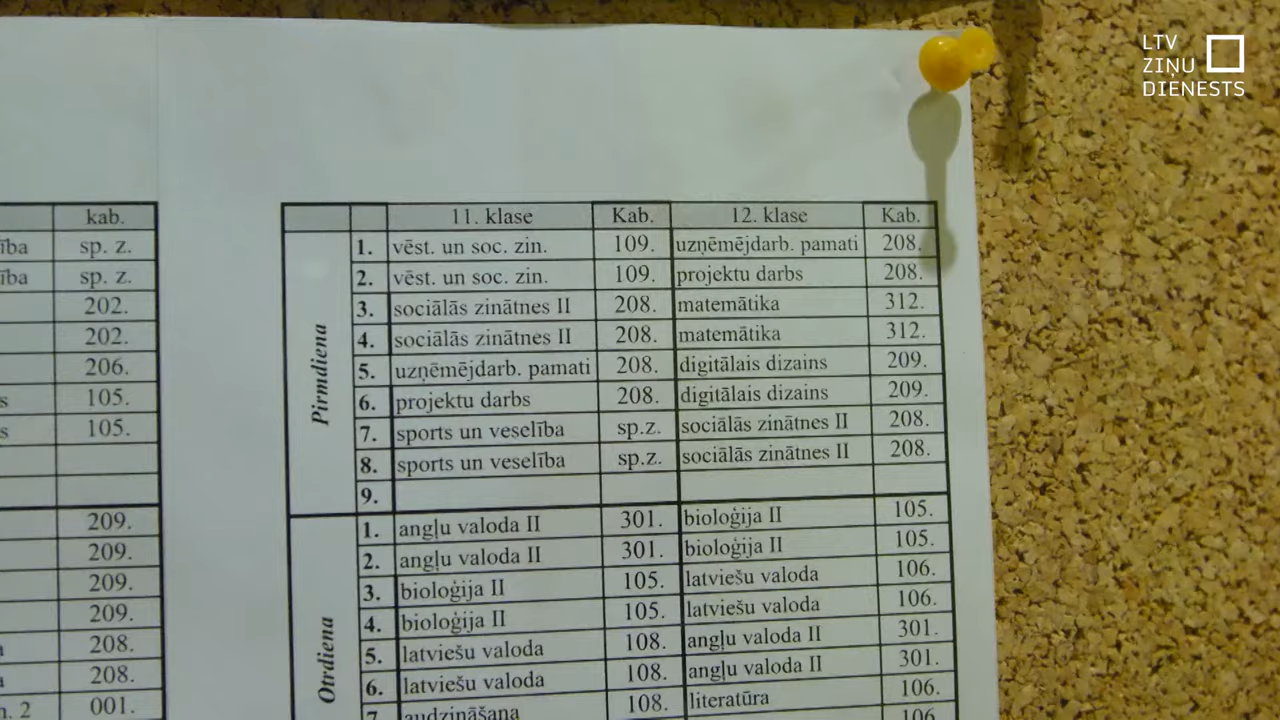 LTV
ZIŅU
DIENESTS
kab.
ība sp. z.
ība sp. z.
202.
202.
206.
s 105.
s 105.
209.
209.
209.
209.
208.
208.
2 001.
11. klase Kab. 12. klase Kab.
Pirmdiena
1. vēst. un soc. zin. 109. uzņēmējdarb. pamati 208.
2. vēst. un soc. zin. 109. projektu darbs 208.
3. sociālās zinātnes II 208. matemātika 312.
4. sociālās zinātnes II 208. matemātika 312.
5. uzņēmējdarb. pamati 208. digitālais dizains 209.
6. projektu darbs 208. digitālais dizains 209.
7. sports un veselība sp.z. sociālās zinātnes II 208.
8. sports un veselība sp.z. sociālās zinātnes II 208.
9.
Otrdiena
1. angļu valoda II 301. bioloģija II 105.
2. angļu valoda II 301. bioloģija II 105.
3. bioloģija II 105. latviešu valoda 106.
4. bioloģija II 105. latviešu valoda 106.
5. latviešu valoda 108. angļu valoda II 301.
6. latviešu valoda 108. angļu valoda II 301.
7. audzināšana 108. literatūra 106.
106.